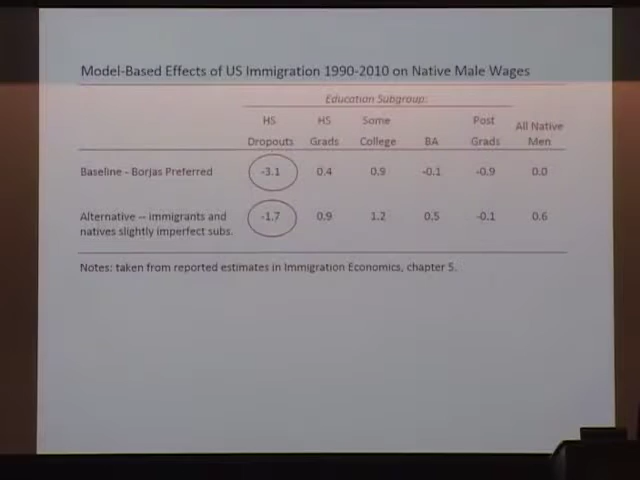 Model-Based Effects of US Immigration 1990-2010 on Native Male Wages
Education Subgroup:
HS Dropouts HS Grads Some College BA Post Grads All Native Men
Baseline - Borjas Preferred -3.1 0.4 0.9 -0.1 -0.9 0.0
Alternative -- immigrants and natives slightly imperfect subs. -1.7 0.9 1.2 0.5 -0.1 0.6
Notes: taken from reported estimates in Immigration Economics, chapter 5.